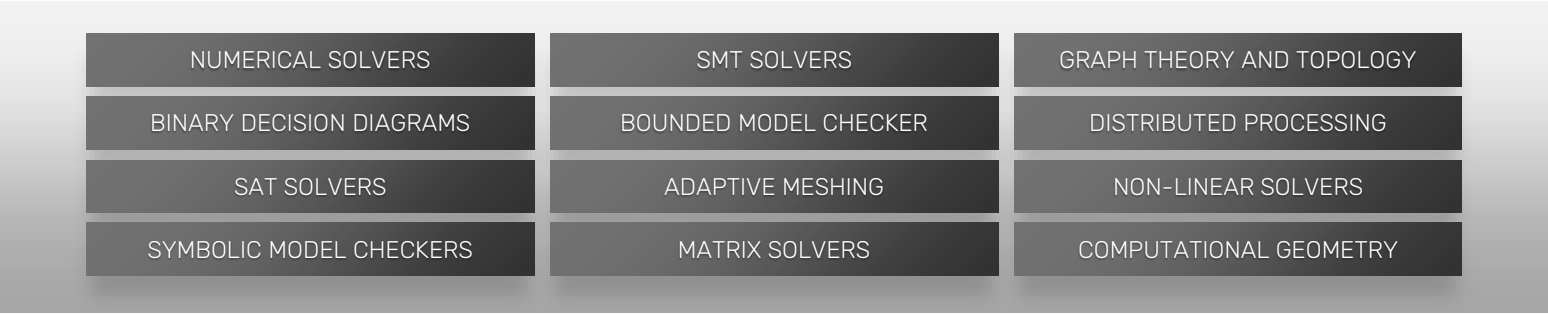 NUMERICAL SOLVERS
SMT SOLVERS
GRAPH THEORY AND TOPOLOGY
BINARY DECISION DIAGRAMS
BOUNDED MODEL CHECKER
DISTRIBUTED PROCESSING
SAT SOLVERS
ADAPTIVE MESHING
NON-LINEAR SOLVERS
SYMBOLIC MODEL CHECKERS
MATRIX SOLVERS
COMPUTATIONAL GEOMETRY